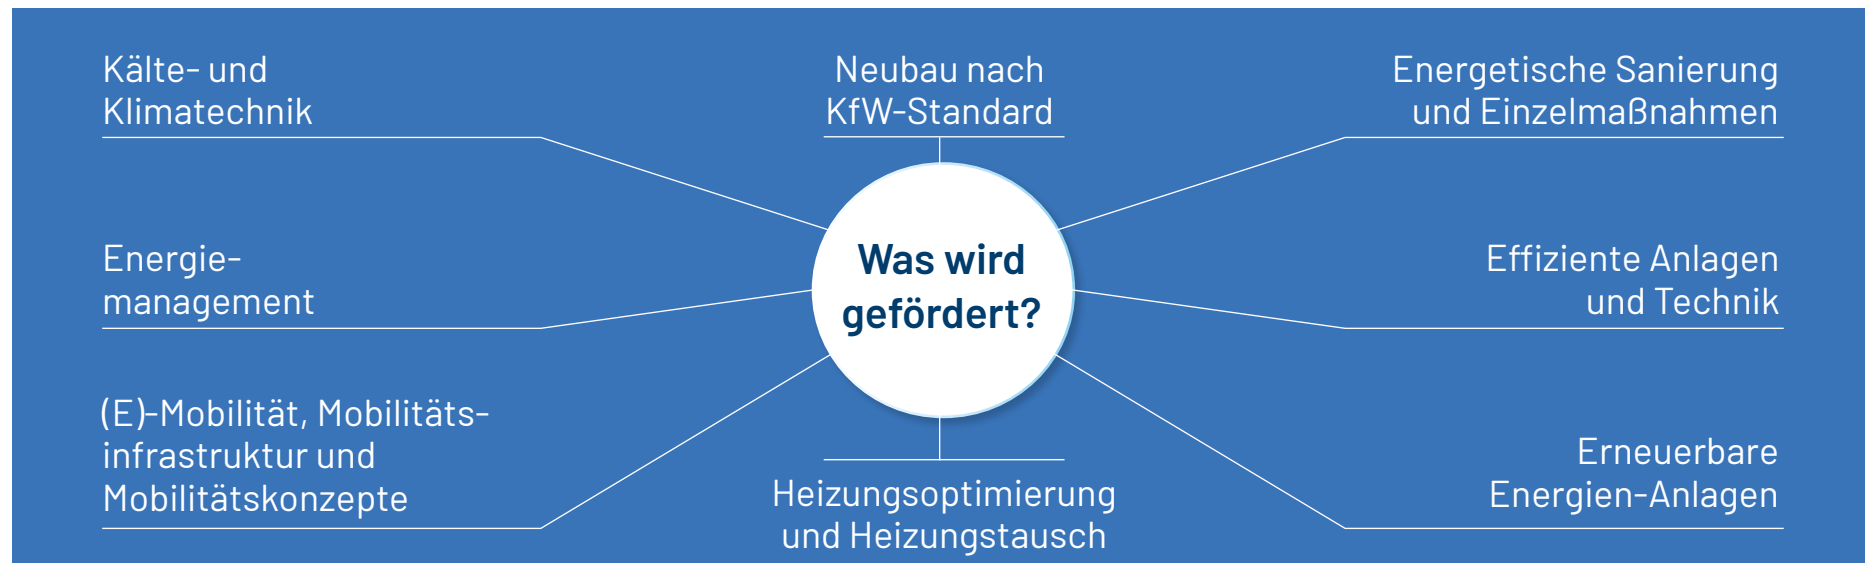 Kälte- und
Klimatechnik
Neubau nach
KfW-Standard
Energetische Sanierung
und Einzelmaßnahmen
Energie-
management
Was wird
gefördert?
Effiziente Anlagen
und Technik
(E)-Mobilität, Mobilitäts-
infrastruktur und
Mobilitätskonzepte
Heizungsoptimierung
und Heizungstausch
Erneuerbare
Energien-Anlagen